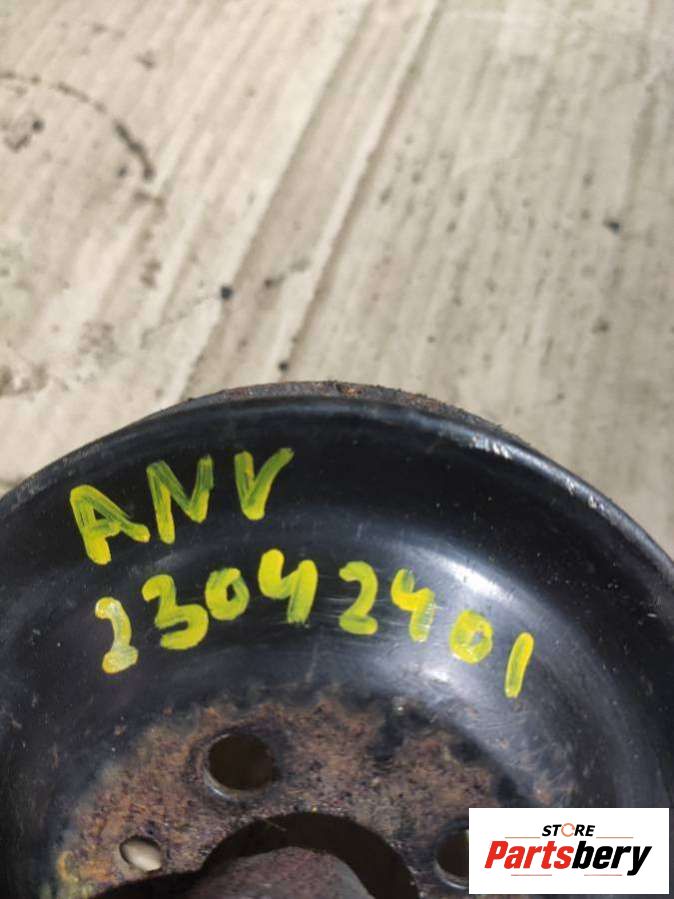 ANV
23042401
STORE
Partsbery